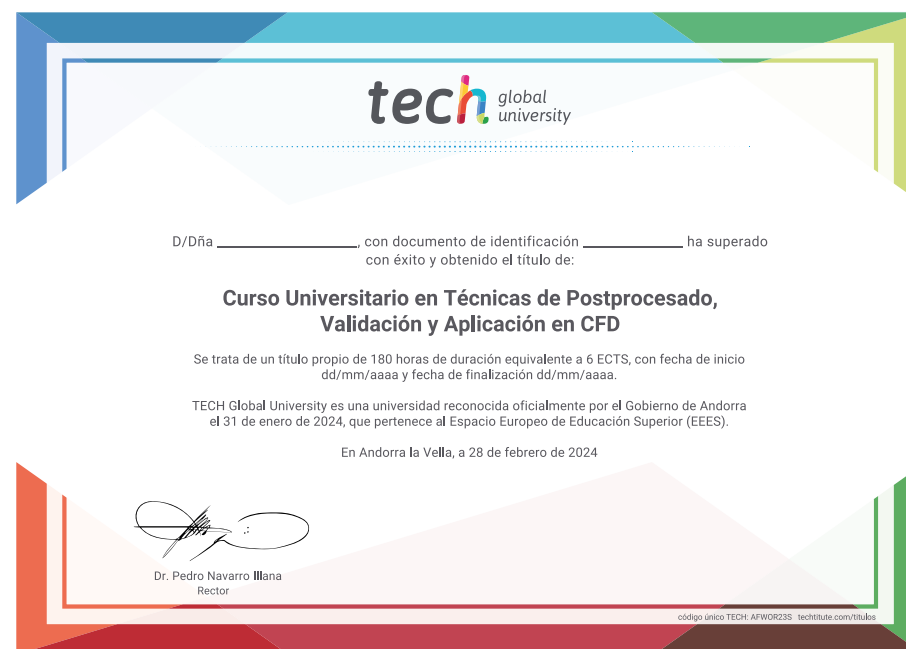 tech global university
D/Dña ____________________, con documento de identificación ______________ ha superado
con éxito y obtenido el título de:
Curso Universitario en Técnicas de Postprocesado,
Validación y Aplicación en CFD
Se trata de un título propio de 180 horas de duración equivalente a 6 ECTS, con fecha de inicio
dd/mm/aaaa y fecha de finalización dd/mm/aaaa.
TECH Global University es una universidad reconocida oficialmente por el Gobierno de Andorra
el 31 de enero de 2024, que pertenece al Espacio Europeo de Educación Superior (EEES).
En Andorra la Vella, a 28 de febrero de 2024
Dr. Pedro Navarro Illana
Rector
código único TECH: AFWOR23S techtitute.com/titulos